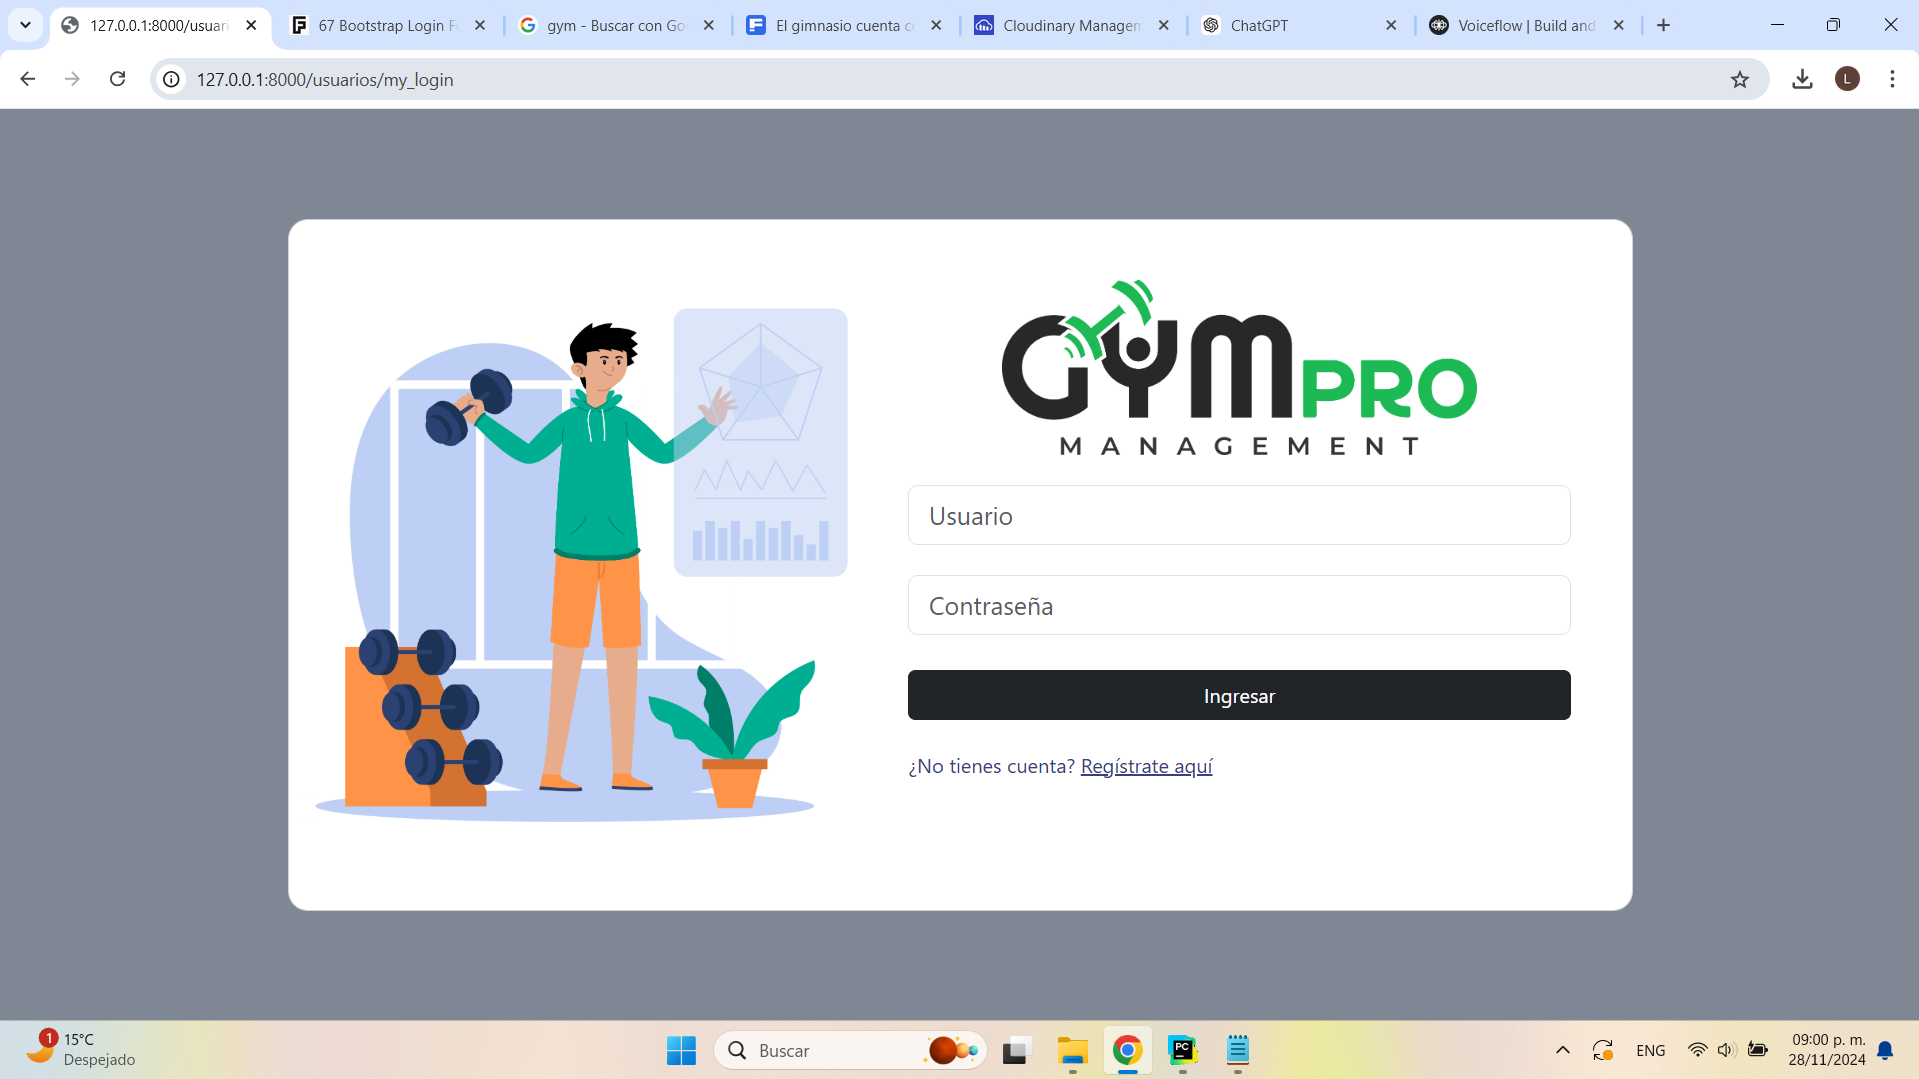 127.0.0.1:8000/usuari
67 Bootstrap Login F
gym - Buscar con Go
El gimnasio cuenta c
Cloudinary Managem
ChatGPT
Voiceflow | Build and
127.0.0.1:8000/usuarios/my_login
L
GYM PRO
MANAGEMENT
Usuario
Contraseña
Ingresar
¿No tienes cuenta? Regístrate aquí
1
15°C
Despejado
Buscar
PC
ENG
09:00 p. m.
28/11/2024